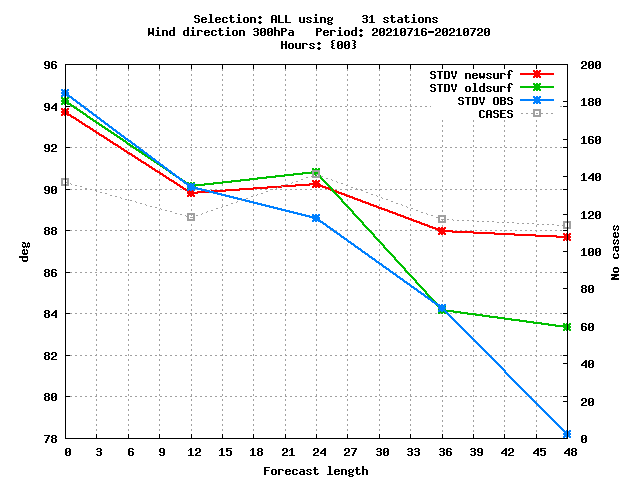 Selection: ALL using    31 stations
Wind direction 300hPa   Period: 20210716-20210720
Hours: {00}
STDV newsurf
STDV oldsurf
STDV OBS
CASES
96
94
92
90
88
86
84
82
80
78
deg
200
180
160
140
120
100
80
60
40
20
0
No cases
0 3 6 9 12 15 18 21 24 27 30 33 36 39 42 45 48
Forecast length